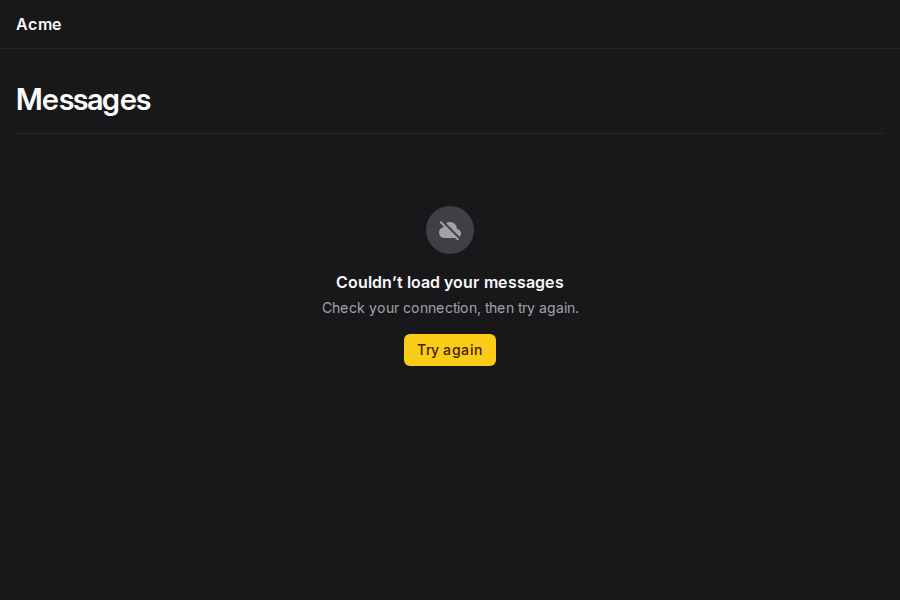 Acme
Messages
Couldn’t load your messages
Check your connection, then try again.
Try again